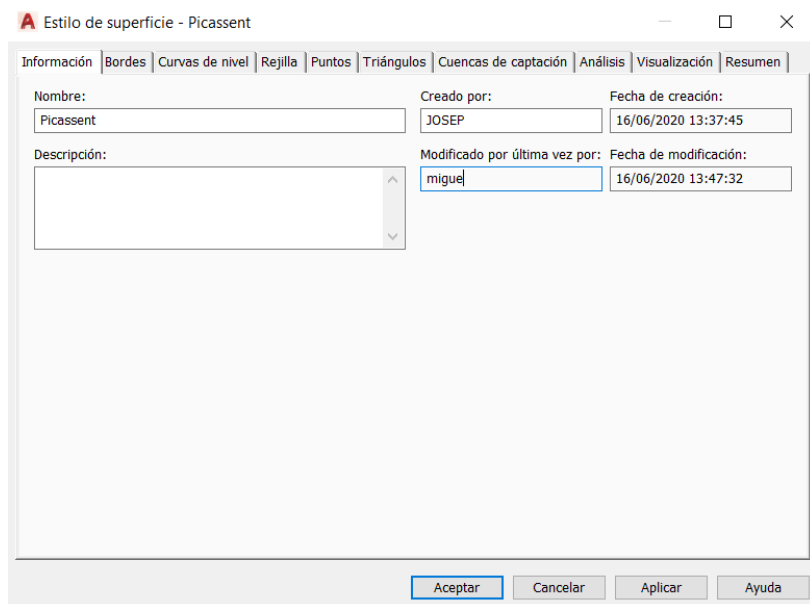 Estilo de superficie - Picassent
Información Bordes Curvas de nivel Rejilla Puntos Triángulos Cuencas de captación Análisis Visualización Resumen
Nombre: Creado por: Fecha de creación:
Picassent JOSEP 16/06/2020 13:37:45
Descripción: Modificado por última vez por: Fecha de modificación:
migue 16/06/2020 13:47:32
Aceptar Cancelar Aplicar Ayuda